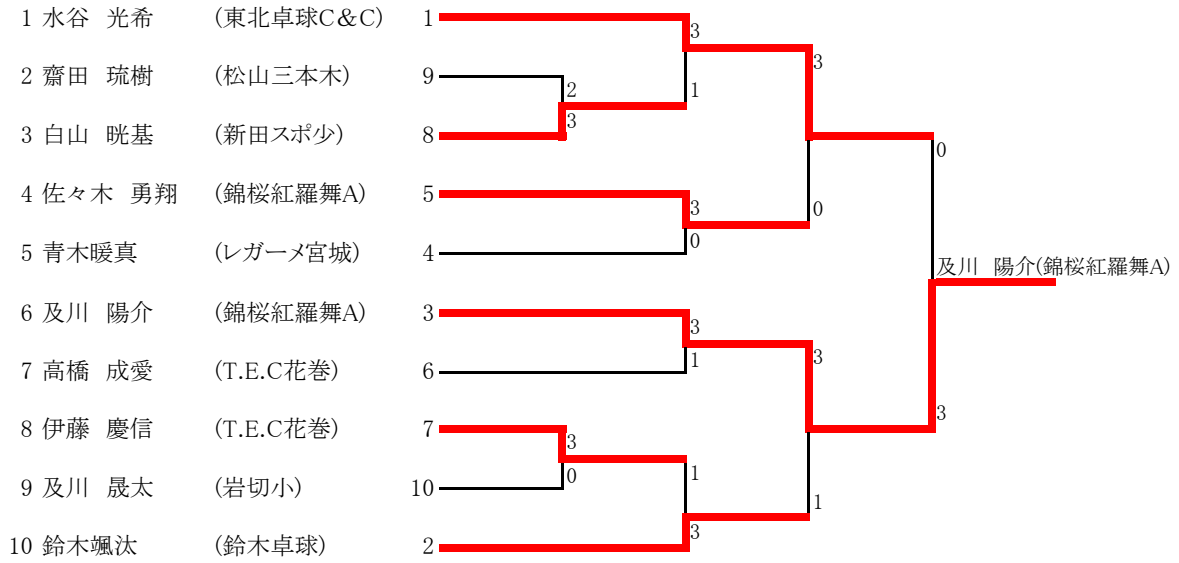 1 水谷 光希 (東北卓球C&C) 1
3
3
2 齋田 琉樹 (松山三本木) 9
2
1
3
3 白山 晄基 (新田スポ少) 8
0
4 佐々木 勇翔 (錦桜紅羅舞A) 5
3
0
0
5 青木暖真 (レガーメ宮城) 4
及川 陽介(錦桜紅羅舞A)
6 及川 陽介 (錦桜紅羅舞A) 3
3
3
1
7 高橋 成愛 (T.E.C花巻) 6
3
8 伊藤 慶信 (T.E.C花巻) 7
3
0
1
9 及川 晟太 (岩切小) 10
1
3
10 鈴木颯汰 (鈴木卓球) 2